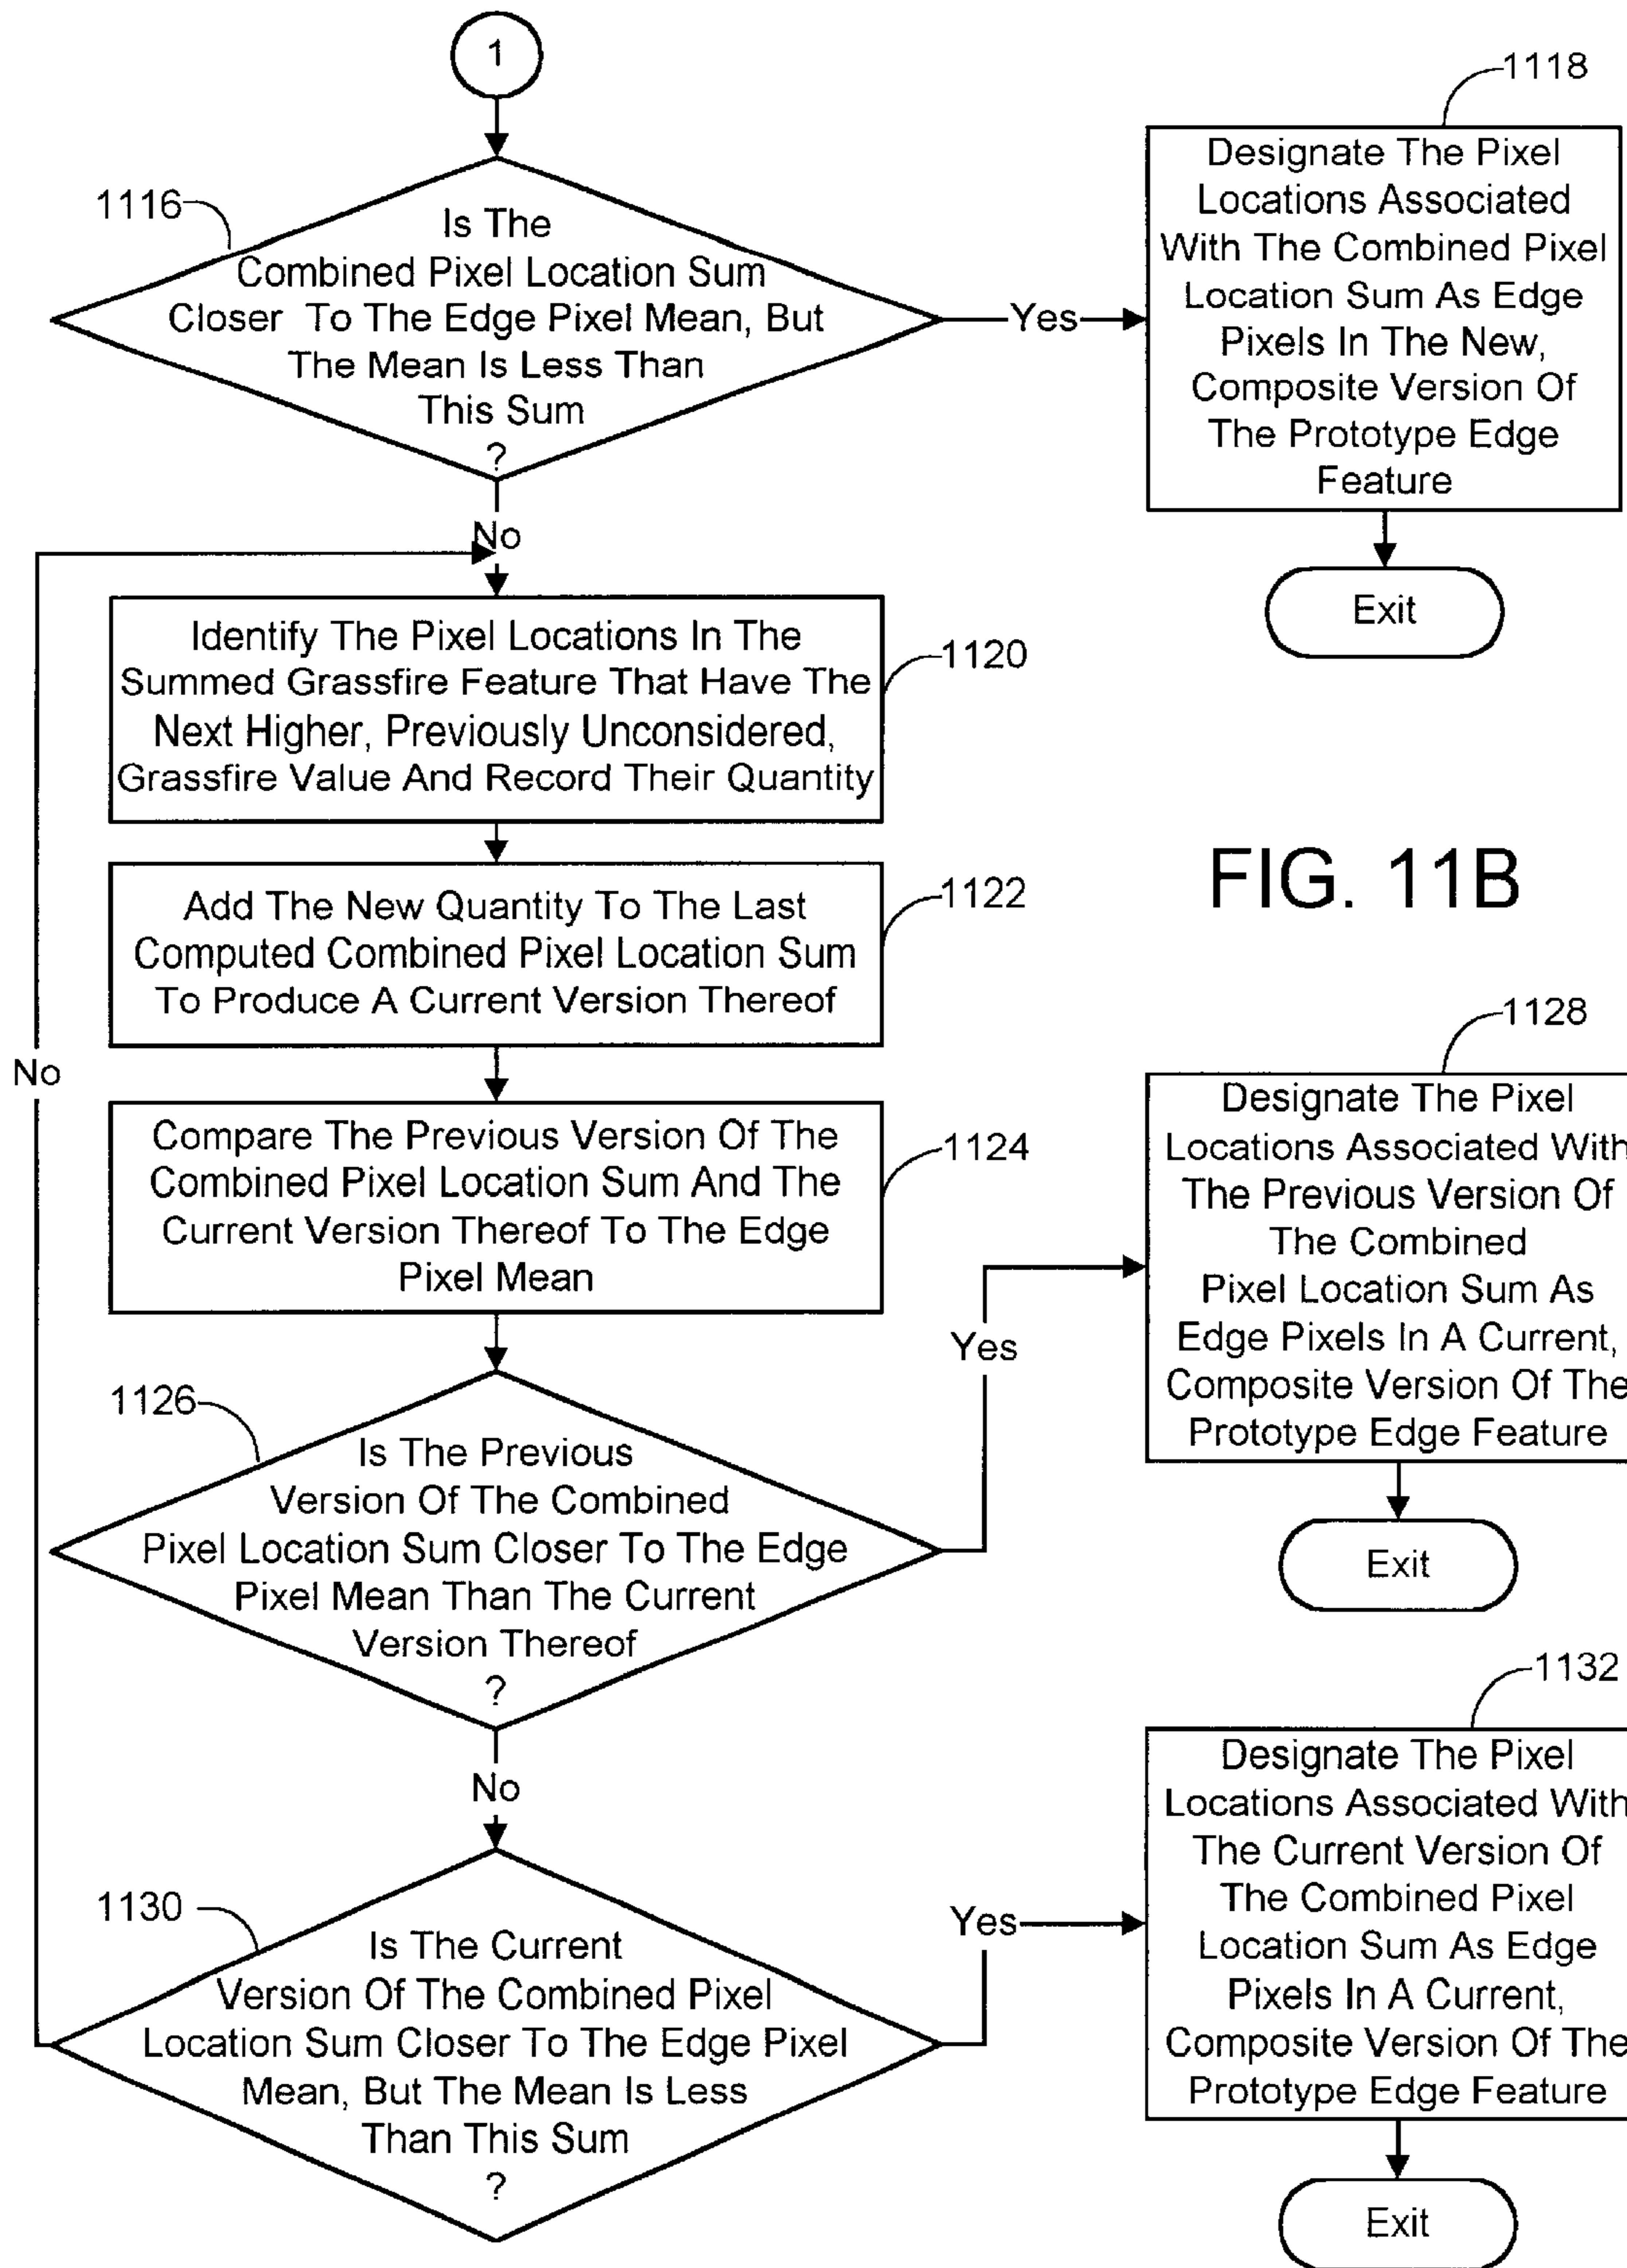 1
1116
Is The
Combined Pixel Location Sum
Closer To The Edge Pixel Mean, But
The Mean Is Less Than
This Sum
?
Yes
1118
Designate The Pixel
Locations Associated
With The Combined Pixel
Location Sum As Edge
Pixels In The New,
Composite Version Of
The Prototype Edge
Feature
Exit
No
Identify The Pixel Locations In The
Summed Grassfire Feature That Have The
Next Higher, Previously Unconsidered,
Grassfire Value And Record Their Quantity
1120
Add The New Quantity To The Last
Computed Combined Pixel Location Sum
To Produce A Current Version Thereof
1122
FIG. 11B
No
Compare The Previous Version Of The
Combined Pixel Location Sum And The
Current Version Thereof To The Edge
Pixel Mean
1124
1126
Is The Previous
Version Of The Combined
Pixel Location Sum Closer To The Edge
Pixel Mean Than The Current
Version Thereof
?
Yes
1128
Designate The Pixel
Locations Associated With
The Previous Version Of
The Combined
Pixel Location Sum As
Edge Pixels In A Current,
Composite Version Of The
Prototype Edge Feature
Exit
No
1130
Is The Current
Version Of The Combined Pixel
Location Sum Closer To The Edge Pixel
Mean, But The Mean Is Less
Than This Sum
?
Yes
1132
Designate The Pixel
Locations Associated With
The Current Version Of
The Combined Pixel
Location Sum As Edge
Pixels In A Current,
Composite Version Of The
Prototype Edge Feature
Exit